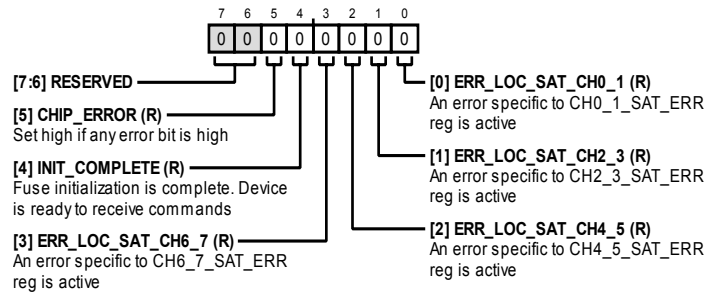 7 6 5 4 3 2 1 0
0 0 0 0 0 0 0 0
[7:6] RESERVED
[5] CHIP_ERROR (R)
Set high if any error bit is high
[4] INIT_COMPLETE (R)
Fuse initialization is complete. Device
is ready to receive commands
[3] ERR_LOC_SAT_CH6_7 (R)
An error specific to CH6_7_SAT_ERR
reg is active
[0] ERR_LOC_SAT_CH0_1 (R)
An error specific to CH0_1_SAT_ERR
reg is active
[1] ERR_LOC_SAT_CH2_3 (R)
An error specific to CH2_3_SAT_ERR
reg is active
[2] ERR_LOC_SAT_CH4_5 (R)
An error specific to CH4_5_SAT_ERR
reg is active